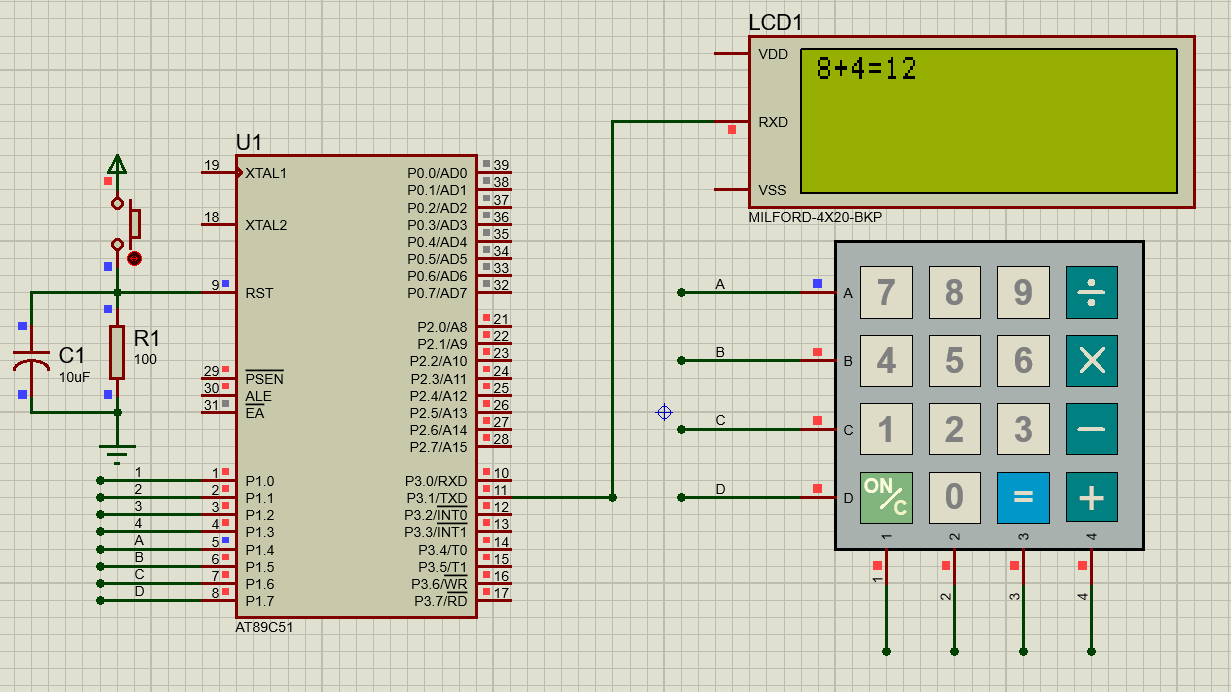 LCD1
VDD
8+4=12
RXD
VSS
MILFORD-4X20-BKP
U1
19 XTAL1
18 XTAL2
9 RST
29 PSEN
30 ALE
31 EA
1 1 P1.0
2 2 P1.1
3 3 P1.2
4 4 P1.3
A 5 P1.4
B 6 P1.5
C 7 P1.6
D 8 P1.7
P0.0/AD0 39
P0.1/AD1 38
P0.2/AD2 37
P0.3/AD3 36
P0.4/AD4 35
P0.5/AD5 34
P0.6/AD6 33
P0.7/AD7 32
P2.0/A8 21
P2.1/A9 22
P2.2/A10 23
P2.3/A11 24
P2.4/A12 25
P2.5/A13 26
P2.6/A14 27
P2.7/A15 28
P3.0/RXD 10
P3.1/TXD 11
P3.2/INT0 12
P3.3/INT1 13
P3.4/T0 14
P3.5/T1 15
P3.6/WR 16
P3.7/RD 17
AT89C51
R1
100
C1
10uF
A A 7 8 9 ÷
B B 4 5 6 ×
C C 1 2 3 −
D D ON/C 0 = +
1 2 3 4
1 2 3 4